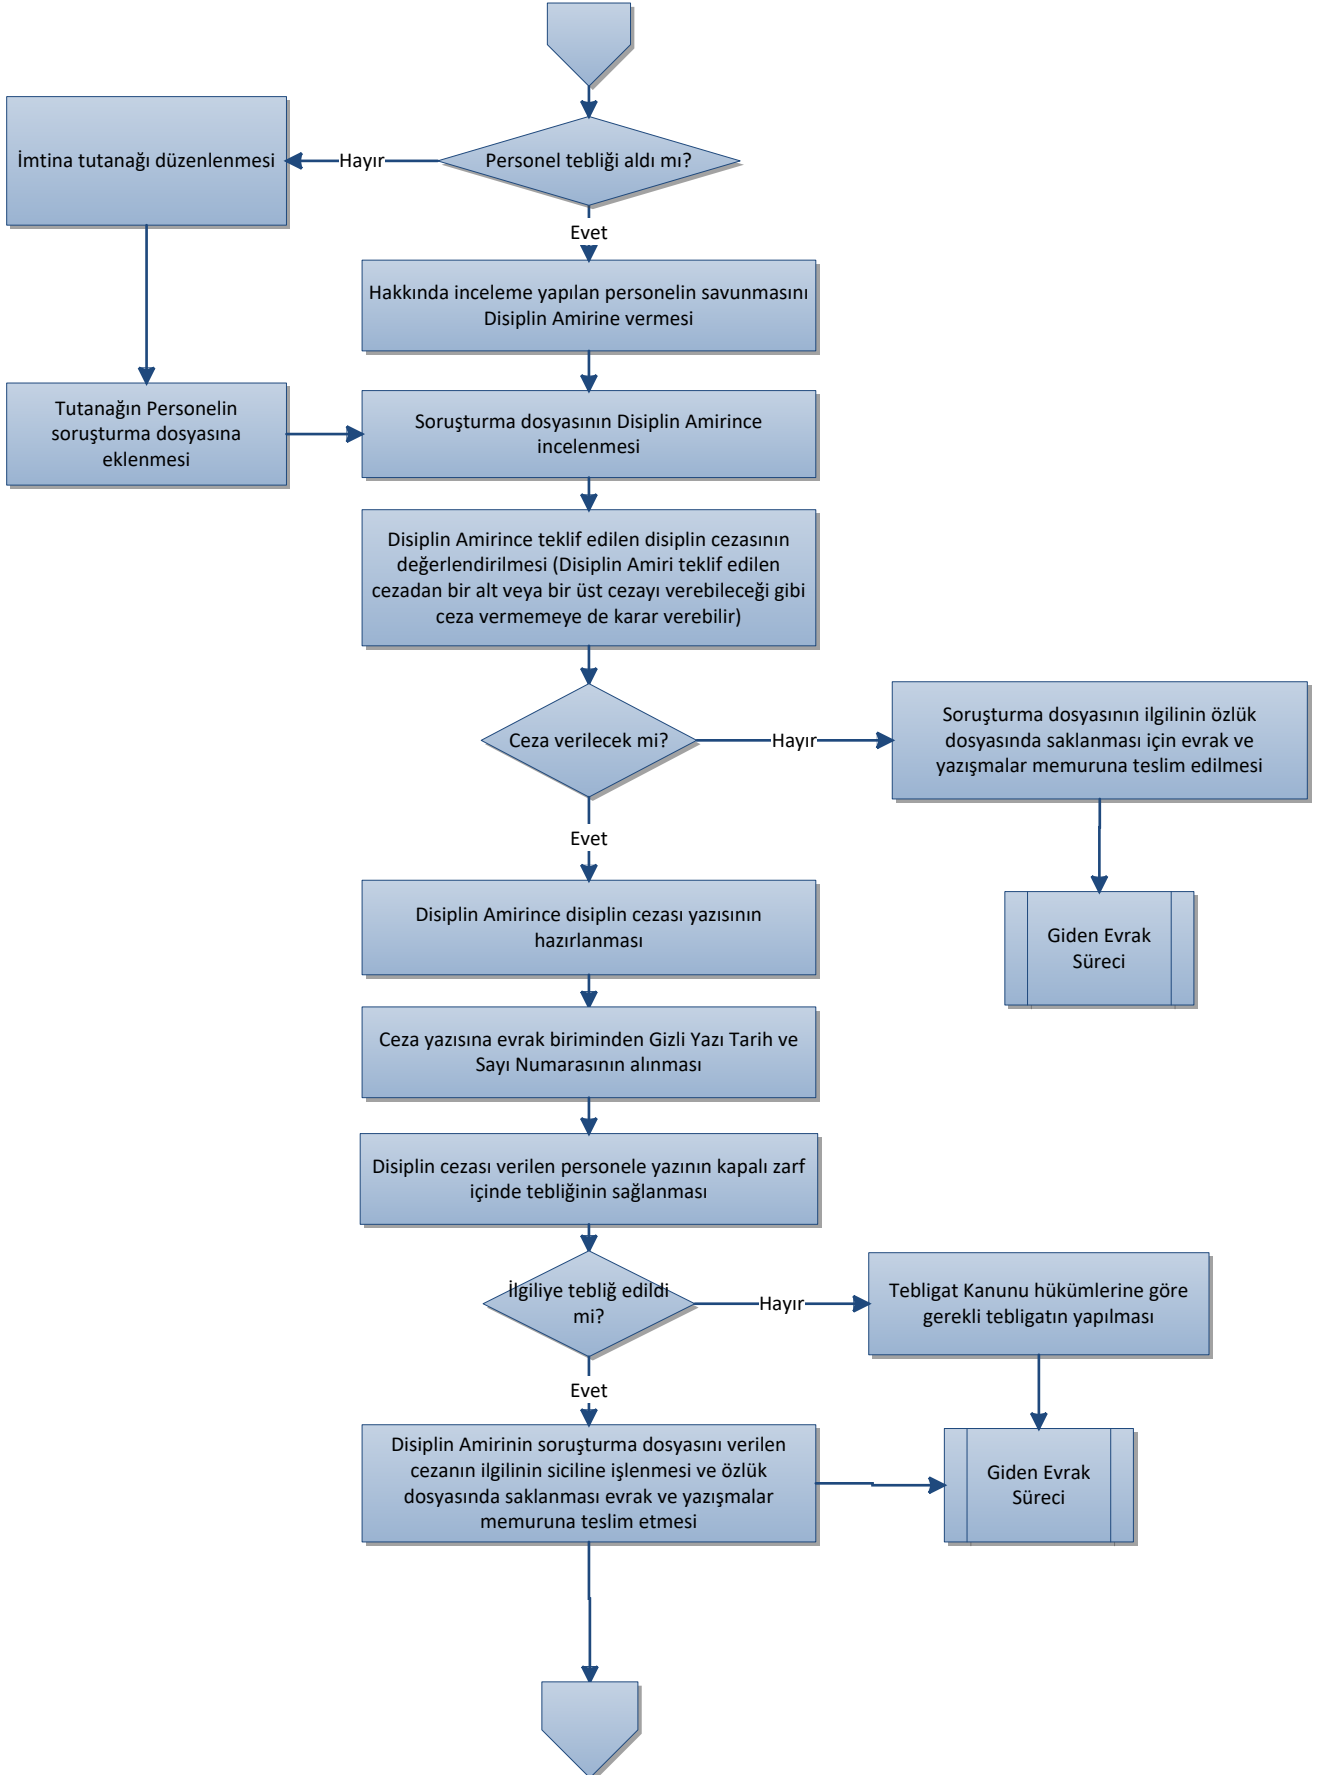 Personel tebliği aldı mı?
Hayır
İmtina tutanağı düzenlenmesi
Evet
Hakkında inceleme yapılan personelin savunmasını
Disiplin Amirine vermesi
Tutanağın Personelin
soruşturma dosyasına
eklenmesi
Soruşturma dosyasının Disiplin Amirince
incelenmesi
Disiplin Amirince teklif edilen disiplin cezasının
değerlendirilmesi (Disiplin Amiri teklif edilen
cezadan bir alt veya bir üst cezayı verebileceği gibi
ceza vermemeye de karar verebilir)
Ceza verilecek mi?
Hayır
Soruşturma dosyasının ilgilinin özlük
dosyasında saklanması için evrak ve
yazışmalar memuruna teslim edilmesi
Giden Evrak
Süreci
Evet
Disiplin Amirince disiplin cezası yazısının
hazırlanması
Ceza yazısına evrak biriminden Gizli Yazı Tarih ve
Sayı Numarasının alınması
Disiplin cezası verilen personele yazının kapalı zarf
içinde tebliğinin sağlanması
İlgiliye tebliğ edildi
mi?
Hayır
Tebligat Kanunu hükümlerine göre
gerekli tebligatın yapılması
Evet
Disiplin Amirinin soruşturma dosyasını verilen
cezanın ilgilinin siciline işlenmesi ve özlük
dosyasında saklanması evrak ve yazışmalar
memuruna teslim etmesi
Giden Evrak
Süreci